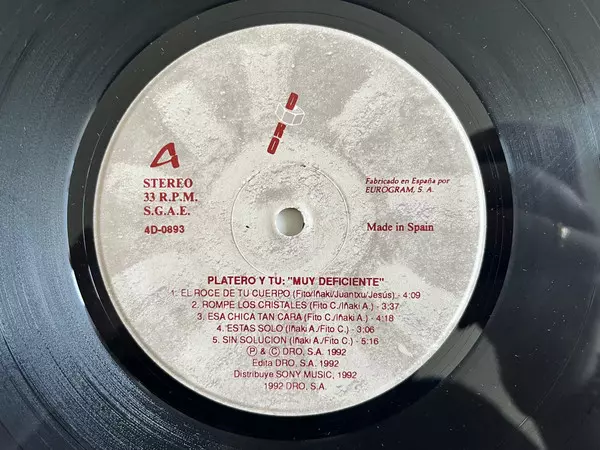 DRO
ORO
A
STEREO
33 R.P.M.
S.G.A.E.
4D-0893
Fabricado en España por
EUROGRAM, S. A.
Made in Spain
PLATERO Y TU: "MUY DEFICIENTE"
1. EL ROCE DE TU CUERPO (Fito/Iñaki/Juantxu/Jesús) - 4:09
2. ROMPE LOS CRISTALES (Fito C./Iñaki A.) - 3:37
3. ESA CHICA TAN CARA (Fito C./Iñaki A.) - 4:18
4. ESTAS SOLO (Iñaki A./Fito C.) - 3:06
5. SIN SOLUCION (Iñaki A./Fito C.) - 5:16
Ⓟ & Ⓒ DRO, S.A. 1992
Edita DRO, S.A. 1992
Distribuye SONY MUSIC, 1992
1992 DRO, S.A.